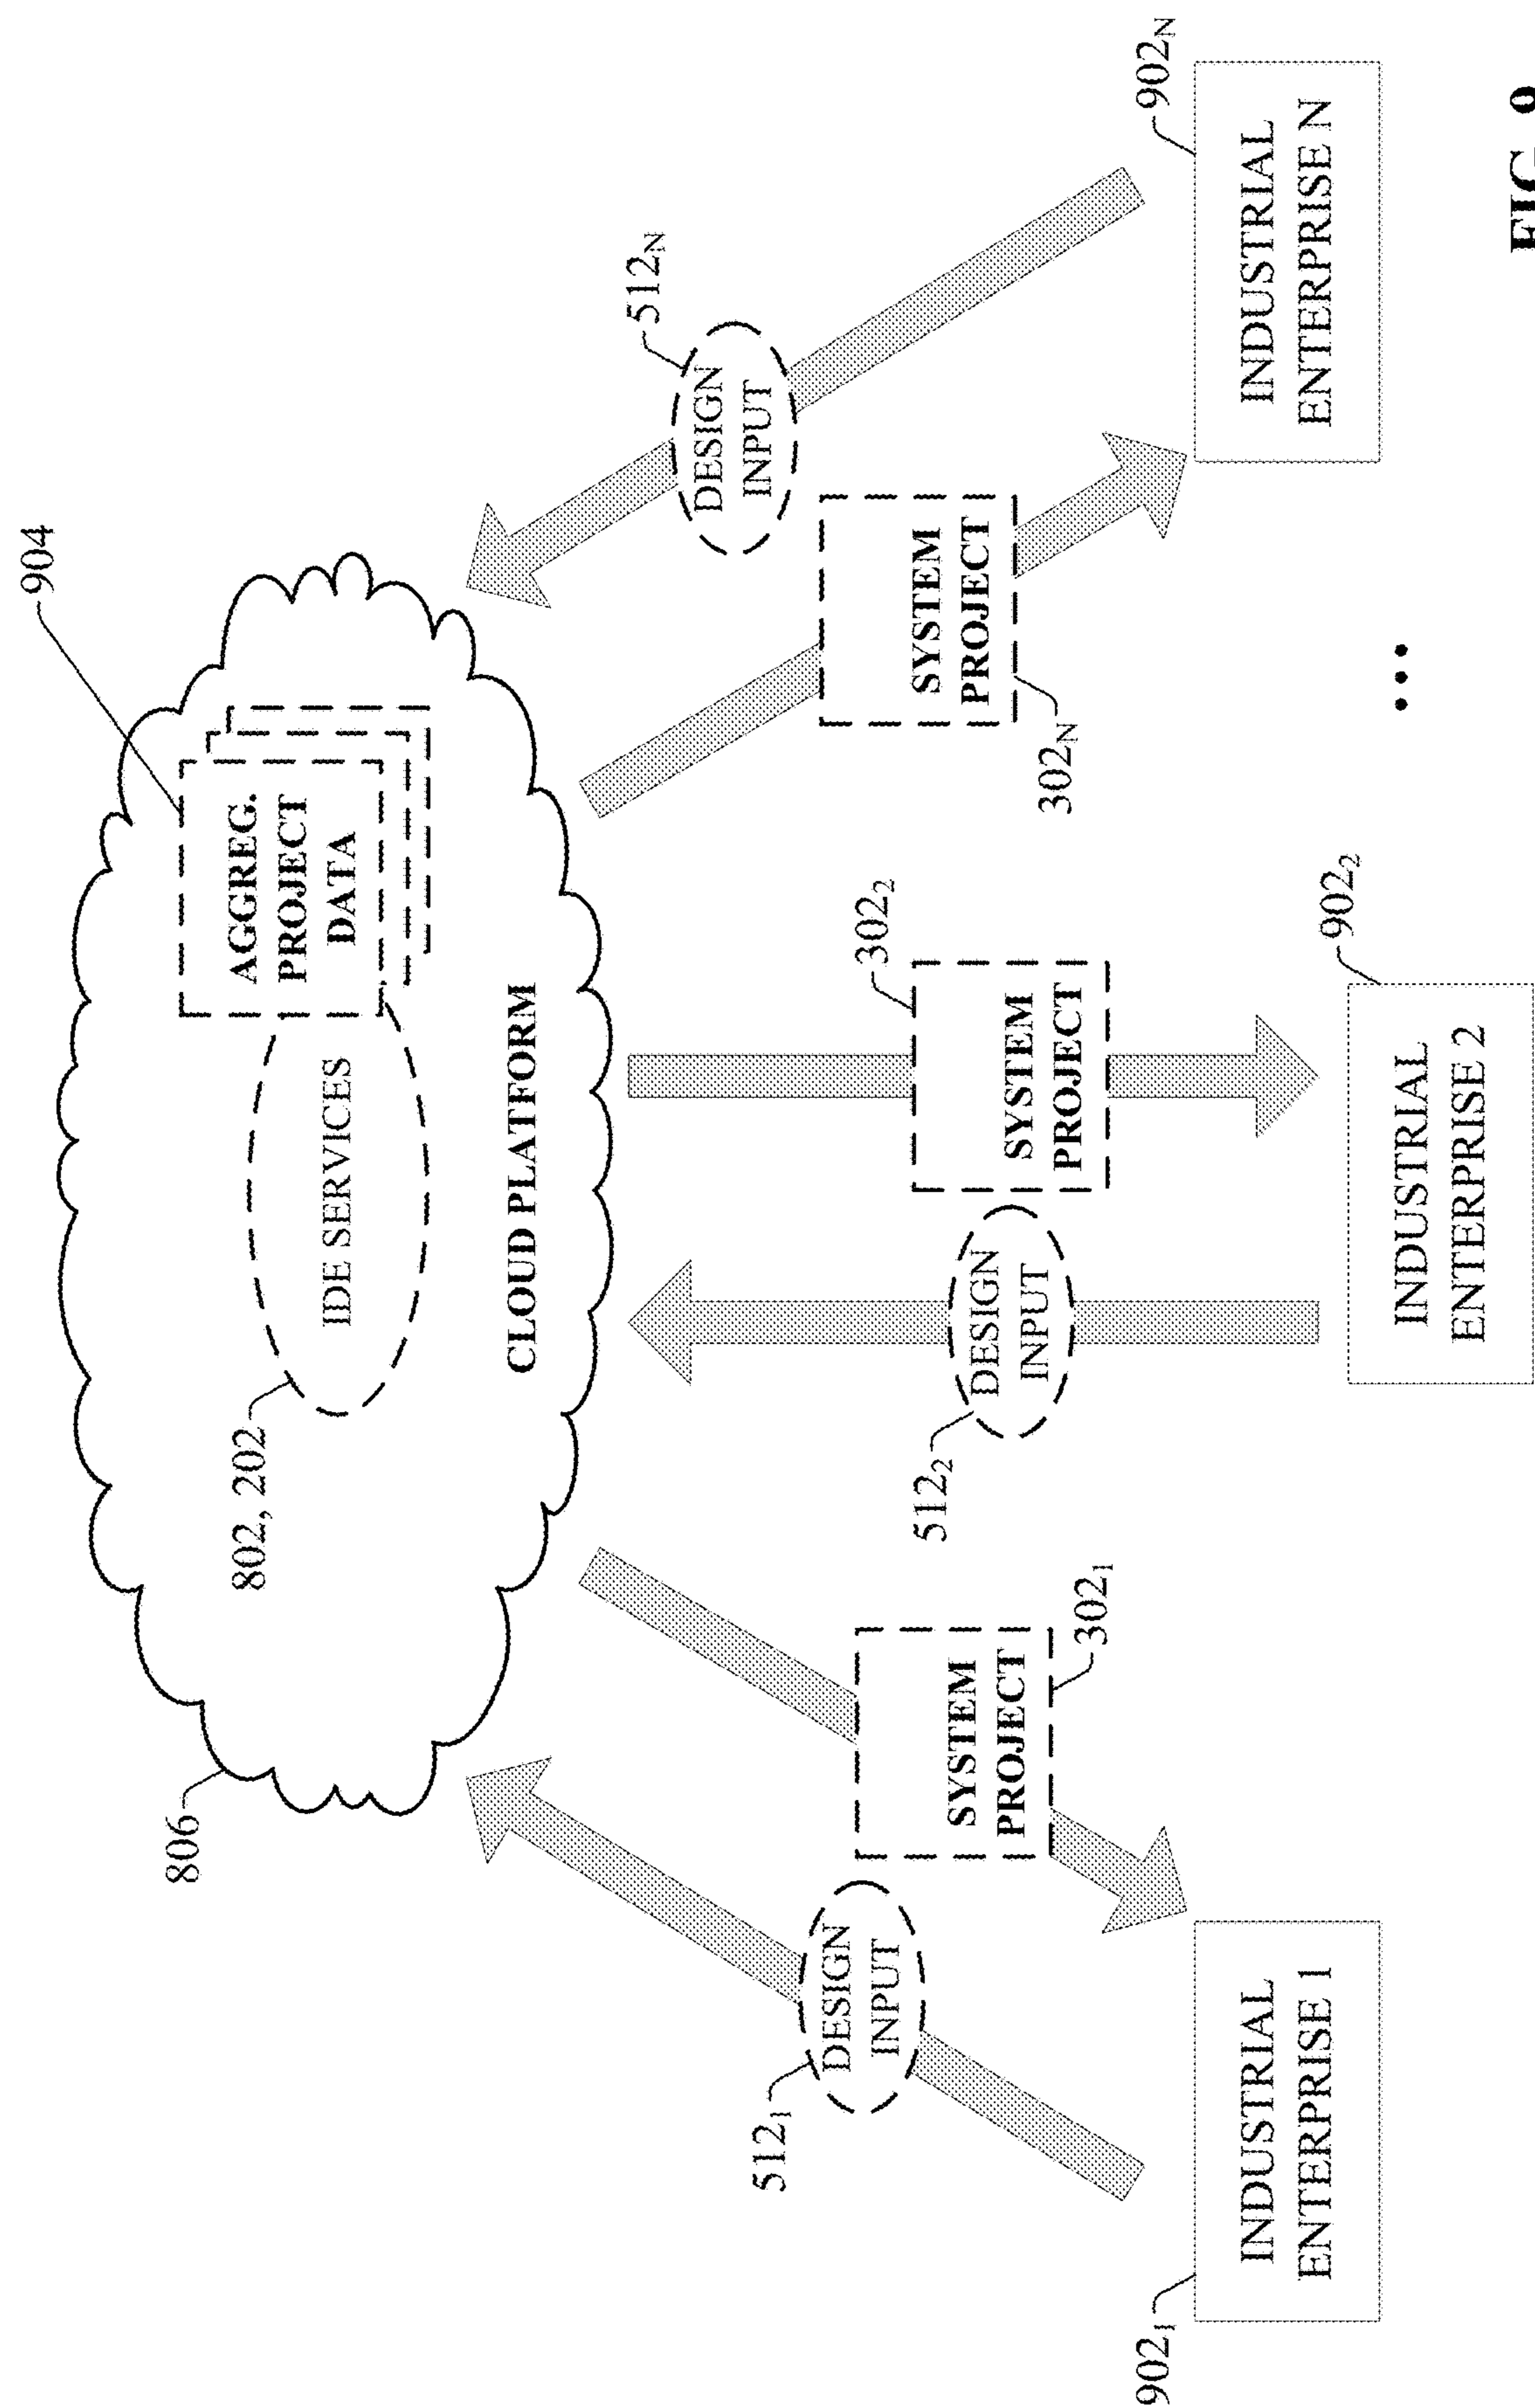 806
802, 202
904
IDE SERVICES
AGGREG.
PROJECT
DATA
CLOUD PLATFORM
512₁
DESIGN
INPUT
SYSTEM
PROJECT
302₁
512₂
DESIGN
INPUT
302₂
SYSTEM
PROJECT
512ₙ
DESIGN
INPUT
SYSTEM
PROJECT
302ₙ
902₁
INDUSTRIAL
ENTERPRISE 1
902₂
INDUSTRIAL
ENTERPRISE 2
...
902ₙ
INDUSTRIAL
ENTERPRISE N
FIG. 9